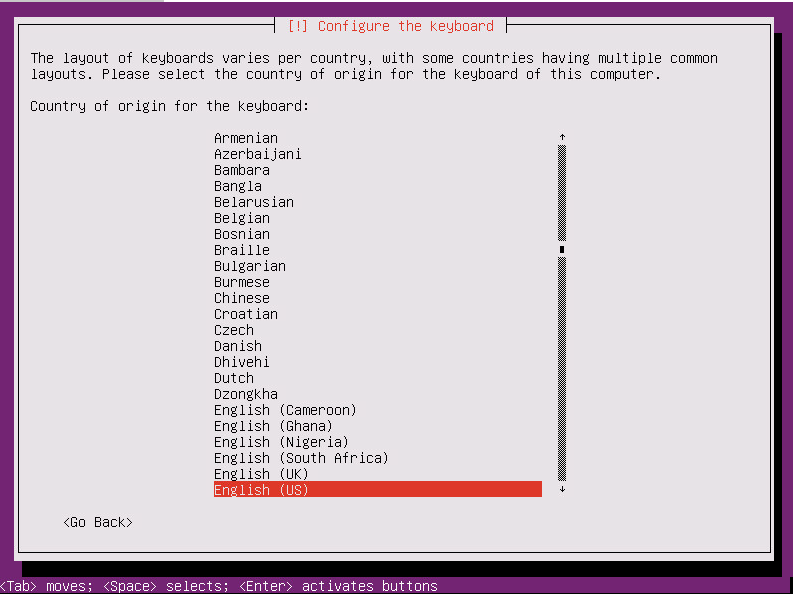 [!] Configure the keyboard
The layout of keyboards varies per country, with some countries having multiple common
layouts. Please select the country of origin for the keyboard of this computer.
Country of origin for the keyboard:
Armenian
Azerbaijani
Bambara
Bangla
Belarusian
Belgian
Bosnian
Braille
Bulgarian
Burmese
Chinese
Croatian
Czech
Danish
Dhivehi
Dutch
Dzongkha
English (Cameroon)
English (Ghana)
English (Nigeria)
English (South Africa)
English (UK)
English (US)
<Go Back>
<Tab> moves; <Space> selects; <Enter> activates buttons